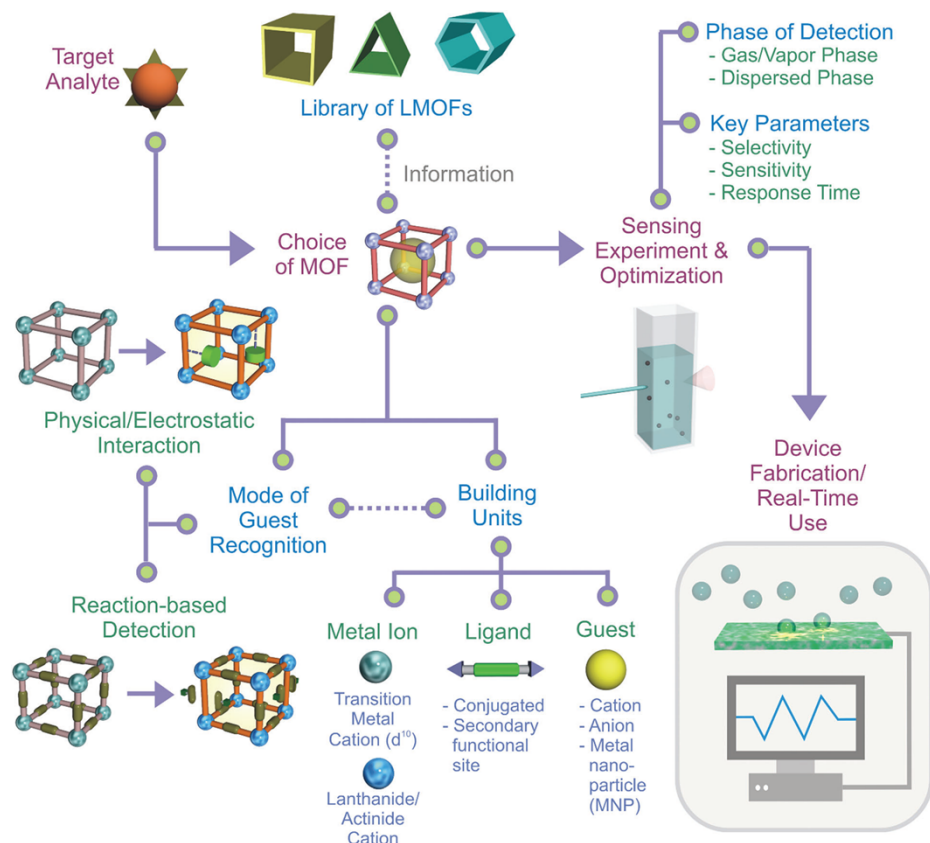 Target
Analyte
Library of LMOFs
Information
Choice
of MOF
Phase of Detection
- Gas/Vapor Phase
- Dispersed Phase
Key Parameters
- Selectivity
- Sensitivity
- Response Time
Sensing
Experiment &
Optimization
Physical/Electrostatic
Interaction
Mode of
Guest
Recognition
Building
Units
Device
Fabrication/
Real-Time
Use
Reaction-based
Detection
Metal Ion
Transition
Metal
Cation (d¹⁰)
Lanthanide/
Actinide
Cation
Ligand
- Conjugated
- Secondary
functional
site
Guest
- Cation
- Anion
- Metal
nano-
particle
(MNP)